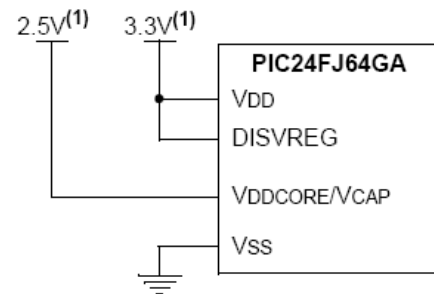 2.5V(1) 3.3V(1)
PIC24FJ64GA
VDD
DISVREG
VDDCORE/VCAP
VSS